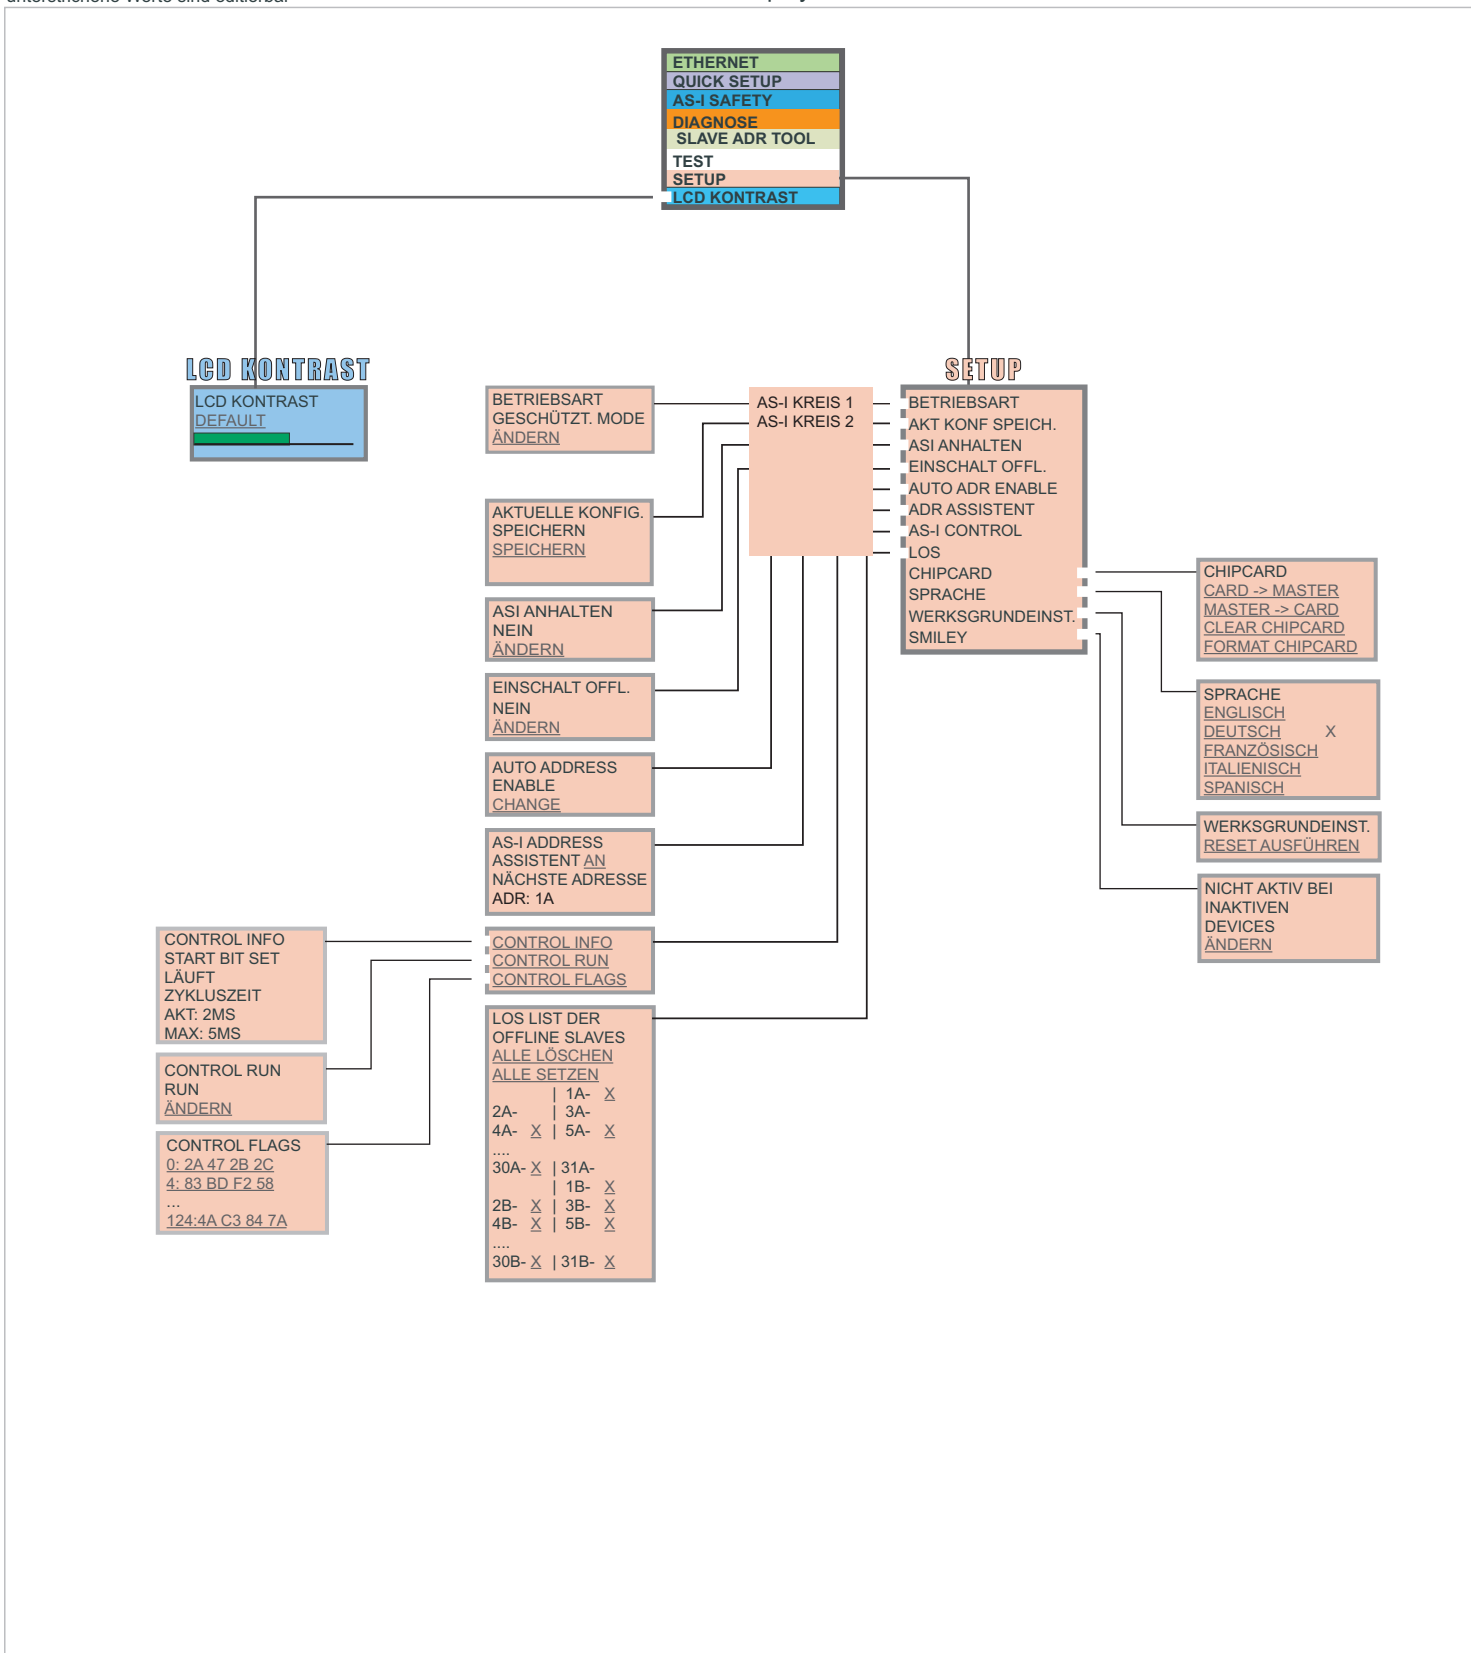 ETHERNET
QUICK SETUP
AS-I SAFETY
DIAGNOSE
SLAVE ADR TOOL
TEST
SETUP
LCD KONTRAST
LCD KONTRAST
LCD KONTRAST
DEFAULT
BETRIEBSART
GESCHÜTZT. MODE
ÄNDERN
AKTUELLE KONFIG.
SPEICHERN
SPEICHERN
ASI ANHALTEN
NEIN
ÄNDERN
EINSCHALT OFFL.
NEIN
ÄNDERN
AUTO ADDRESS
ENABLE
CHANGE
AS-I ADDRESS
ASSISTENT AN
NÄCHSTE ADRESSE
ADR: 1A
CONTROL INFO
CONTROL RUN
CONTROL FLAGS
LOS LIST DER
OFFLINE SLAVES
ALLE LÖSCHEN
ALLE SETZEN
| 1A- X
2A- | 3A-
4A- X | 5A- X
....
30A- X | 31A-
| 1B- X
2B- X | 3B- X
4B- X | 5B- X
....
30B- X | 31B- X
CONTROL INFO
START BIT SET
LÄUFT
ZYKLUSZEIT
AKT: 2MS
MAX: 5MS
CONTROL RUN
RUN
ÄNDERN
CONTROL FLAGS
0: 2A 47 2B 2C
4: 83 BD F2 58
...
124:4A C3 84 7A
AS-I KREIS 1
AS-I KREIS 2
SETUP
BETRIEBSART
AKT KONF SPEICH.
ASI ANHALTEN
EINSCHALT OFFL.
AUTO ADR ENABLE
ADR ASSISTENT
AS-I CONTROL
LOS
CHIPCARD
SPRACHE
WERKSGRUNDEINST.
SMILEY
CHIPCARD
CARD -> MASTER
MASTER -> CARD
CLEAR CHIPCARD
FORMAT CHIPCARD
SPRACHE
ENGLISCH
DEUTSCH X
FRANZÖSISCH
ITALIENISCH
SPANISCH
WERKSGRUNDEINST.
RESET AUSFÜHREN
NICHT AKTIV BEI
INAKTIVEN
DEVICES
ÄNDERN